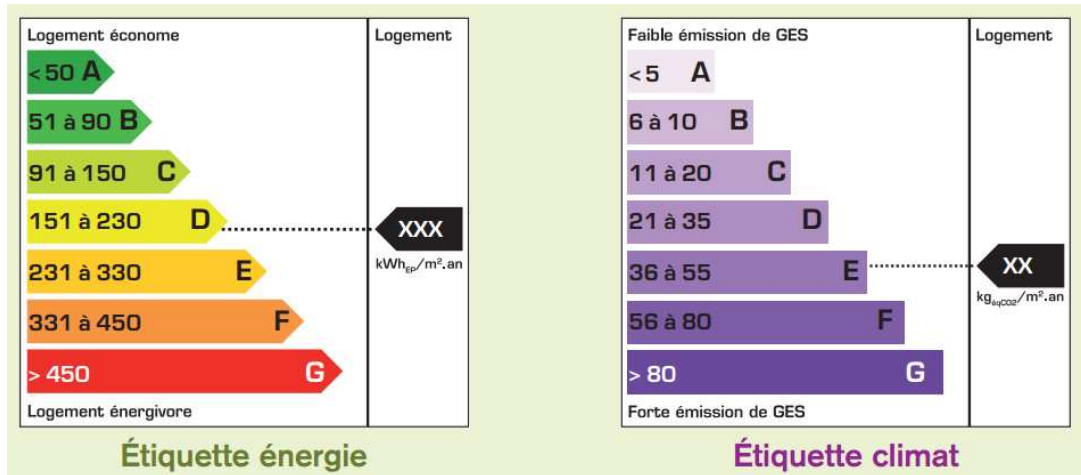 Logement économe
Logement
< 50 A
51 à 90 B
91 à 150 C
151 à 230 D
XXX
kWhEP/m².an
231 à 330 E
331 à 450 F
> 450 G
Logement énergivore
Étiquette énergie
Faible émission de GES
Logement
< 5 A
6 à 10 B
11 à 20 C
21 à 35 D
36 à 55 E
XX
kgéqCO2/m².an
56 à 80 F
> 80 G
Forte émission de GES
Étiquette climat